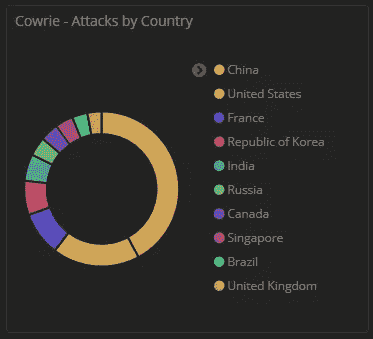 Cowrie - Attacks by Country
China
United States
France
Republic of Korea
India
Russia
Canada
Singapore
Brazil
United Kingdom